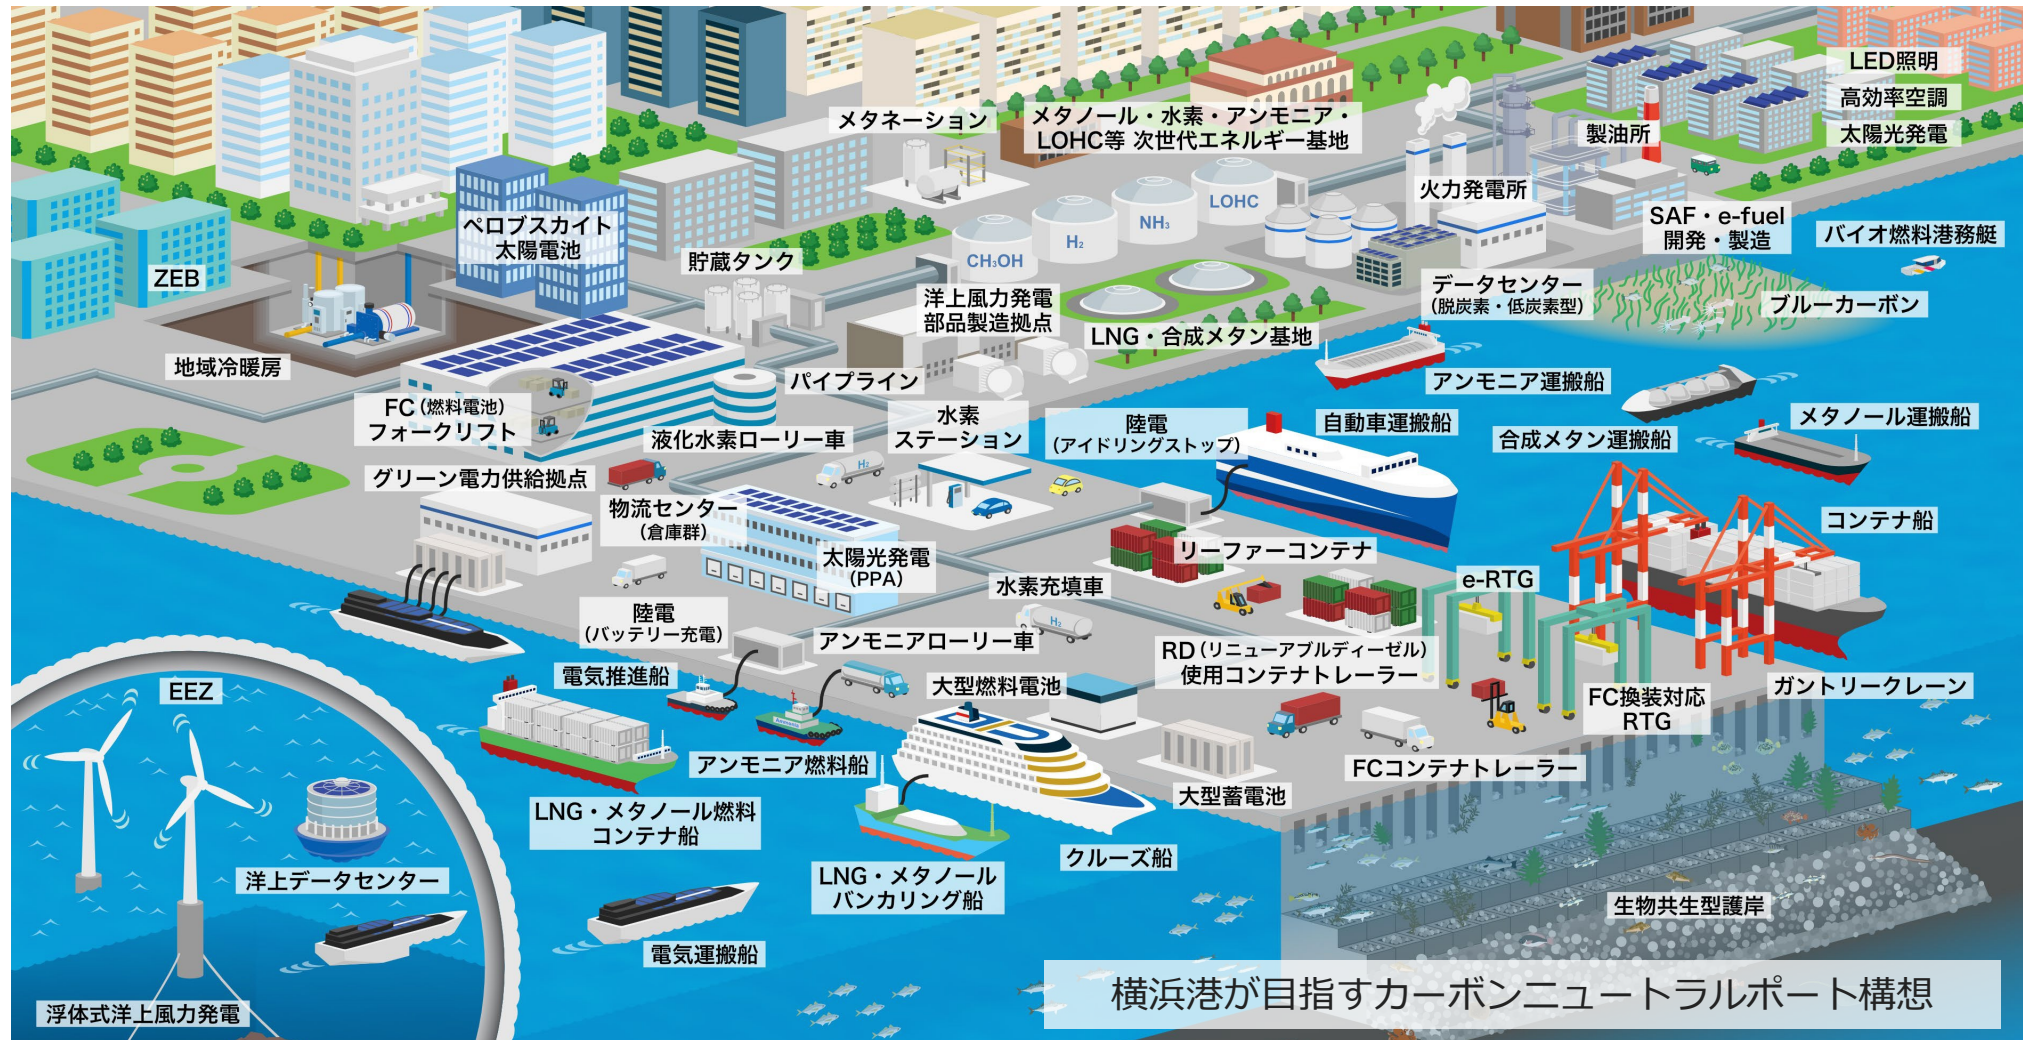 LED照明
高効率空調
太陽光発電
メタネーション
メタノール・水素・アンモニア・
LOHC等 次世代エネルギー基地
製油所
火力発電所
LOHC
NH₃
H₂
CH₃OH
SAF・e-fuel
開発・製造
バイオ燃料港務艇
ペロブスカイト
太陽電池
ZEB
貯蔵タンク
洋上風力発電
部品製造拠点
データセンター
(脱炭素・低炭素型)
ブルーカーボン
LNG・合成メタン基地
地域冷暖房
パイプライン
アンモニア運搬船
FC(燃料電池)
フォークリフト
液化水素ローリー車
水素
ステーション
陸電
(アイドリングストップ)
自動車運搬船
合成メタン運搬船
メタノール運搬船
グリーン電力供給拠点
H₂
物流センター
(倉庫群)
太陽光発電
(PPA)
リーファーコンテナ
コンテナ船
e-RTG
水素充填車
H₂
陸電
(バッテリー充電)
アンモニアローリー車
RD(リニューアブルディーゼル)
使用コンテナトレーラー
電気推進船
大型燃料電池
FC換装対応
RTG
ガントリークレーン
EEZ
Ammonia
アンモニア燃料船
FCコンテナトレーラー
大型蓄電池
LNG・メタノール燃料
コンテナ船
クルーズ船
洋上データセンター
LNG・メタノール
バンカリング船
生物共生型護岸
電気運搬船
浮体式洋上風力発電
横浜港が目指すカーボンニュートラルポート構想